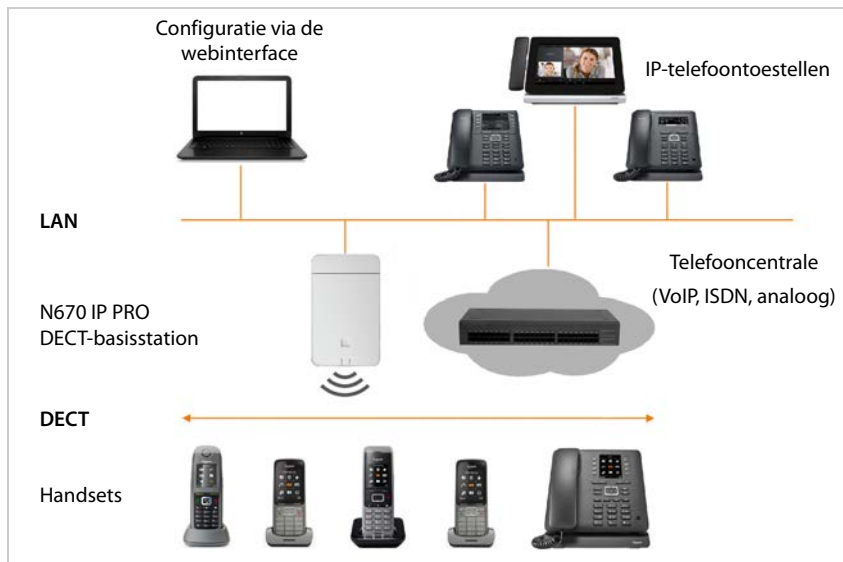 Configuratie via de
webinterface
IP-telefoontoestellen
LAN
Telefooncentrale
(VoIP, ISDN, analoog)
N670 IP PRO
DECT-basisstation
DECT
Handsets